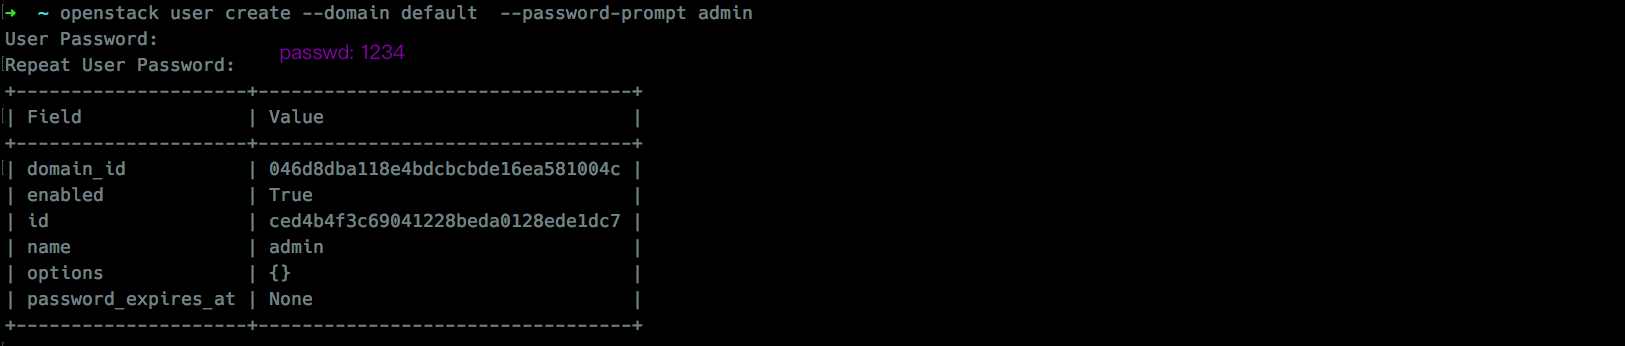 ➜  ~ openstack user create --domain default  --password-prompt admin
User Password:
passwd: 1234
Repeat User Password:
+---------------------+----------------------------------+
| Field               | Value                            |
+---------------------+----------------------------------+
| domain_id           | 046d8dba118e4bdcbcbde16ea581004c |
| enabled             | True                             |
| id                  | ced4b4f3c69041228beda0128ede1dc7 |
| name                | admin                            |
| options             | {}                               |
| password_expires_at | None                             |
+---------------------+----------------------------------+